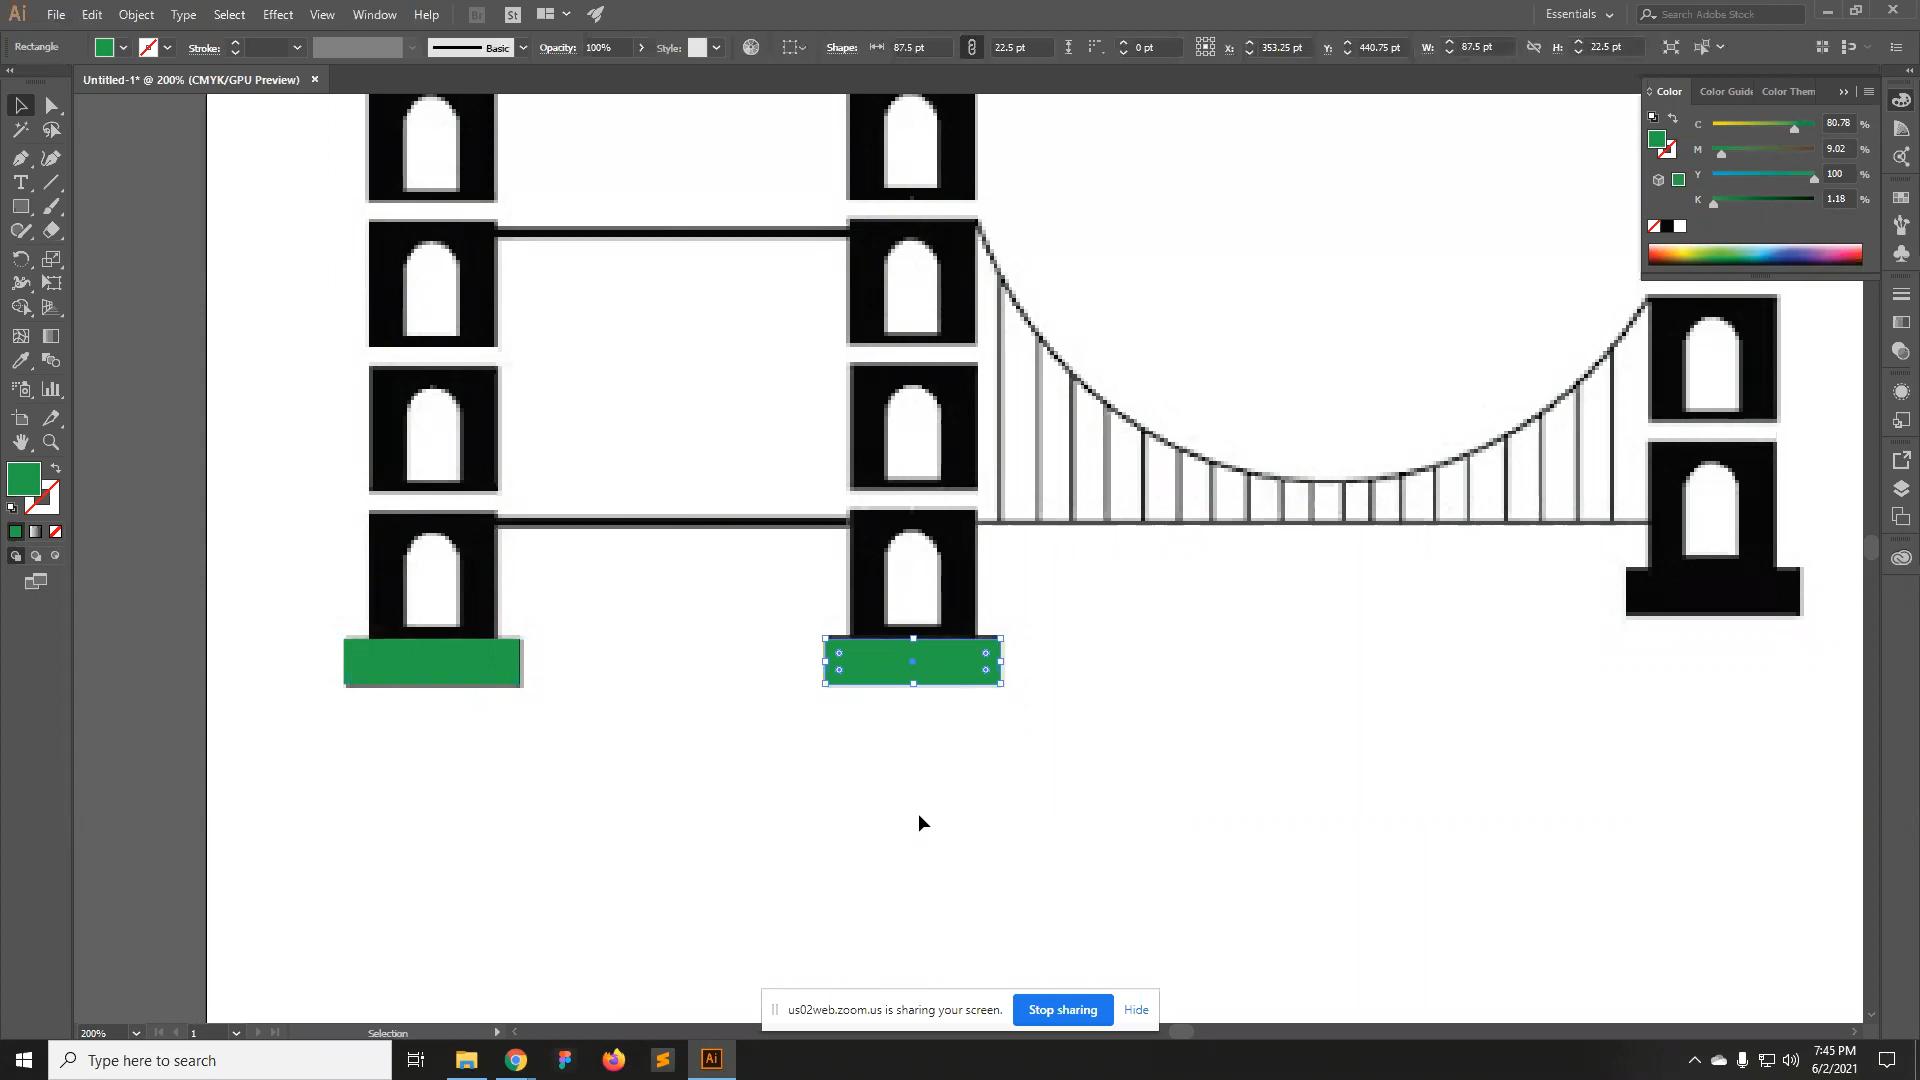 Ai File Edit Object Type Select Effect View Window Help Br St Essentials Search Adobe Stock
Rectangle Stroke: Basic Opacity: 100% Style: Shape: 87.5 pt 22.5 pt 0 pt X: 353.25 pt Y: 440.75 pt W: 87.5 pt H: 22.5 pt
Untitled-1* @ 200% (CMYK/GPU Preview)
Color Color Guide Color Them
C 80.78 %
M 9.02 %
Y 100 %
K 1.18 %
us02web.zoom.us is sharing your screen. Stop sharing Hide
200% 1 Selection
Type here to search Ai 7:45 PM
6/2/2021